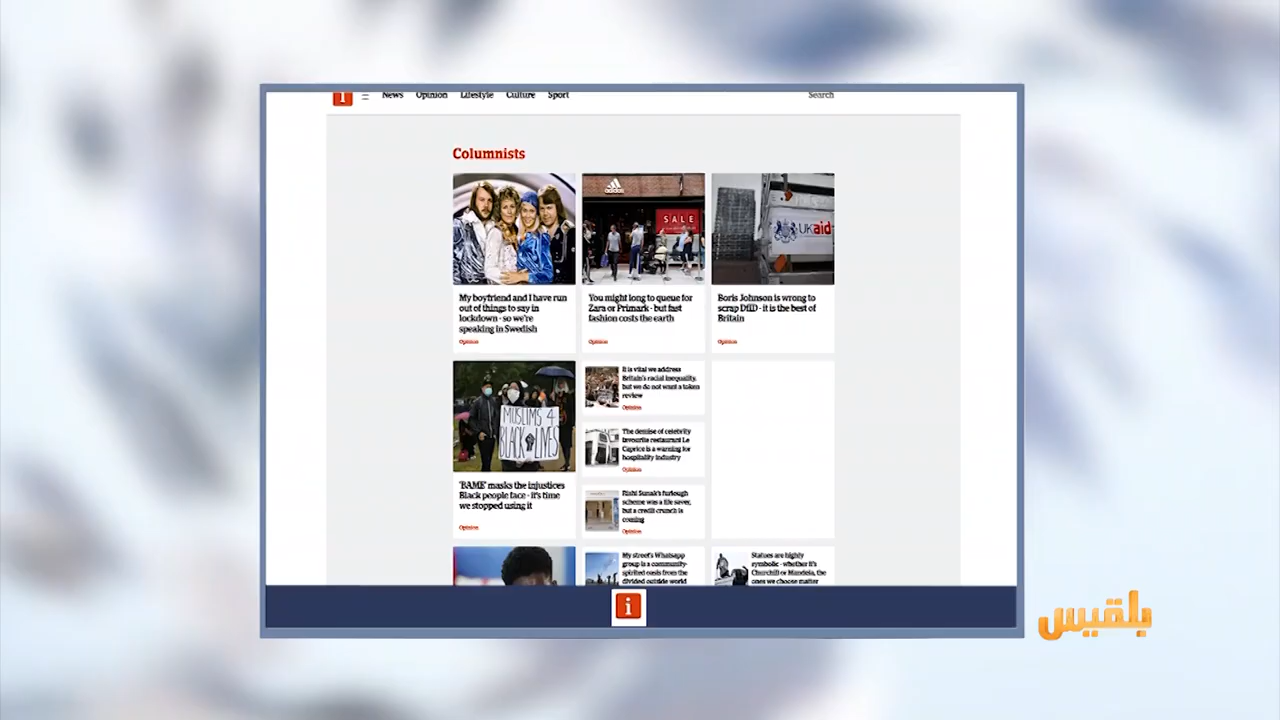 i
News Opinion Lifestyle Culture Sport Search
Columnists
adidas
SALE
UKaid
My boyfriend and I have run
out of things to say in
lockdown - so we're
speaking in Swedish
Opinion
You might long to queue for
Zara or Primark - but fast
fashion costs the earth
Opinion
Boris Johnson is wrong to
scrap DfID - it is the best of
Britain
Opinion
MUSLIMS 4
BLACK LIVES
'BAME' masks the injustices
Black people face - it's time
we stopped using it
Opinion
It is vital we address
Britain's racial inequality,
but we do not want a token
review
Opinion
The demise of celebrity
favourite restaurant Le
Caprice is a warning for
hospitality industry
Opinion
Rishi Sunak's furlough
scheme was a life saver,
but a credit crunch is
coming
Opinion
My street's Whatsapp
group is a community-
spirited oasis from the
divided outside world
Statues are highly
symbolic - whether it's
Churchill or Mandela, the
ones we choose matter
i
بلقيس